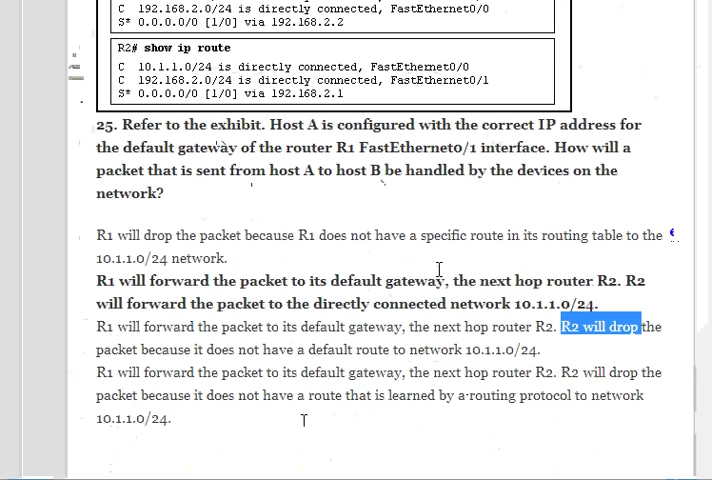 C 192.168.2.0/24 is directly connected, FastEthernet0/0
S* 0.0.0.0/0 [1/0] via 192.168.2.2
R2# show ip route
C 10.1.1.0/24 is directly connected, FastEthernet0/0
C 192.168.2.0/24 is directly connected, FastEthernet0/1
S* 0.0.0.0/0 [1/0] via 192.168.2.1
25. Refer to the exhibit. Host A is configured with the correct IP address for
the default gateway of the router R1 FastEthernet0/1 interface. How will a
packet that is sent from host A to host B be handled by the devices on the
network?
R1 will drop the packet because R1 does not have a specific route in its routing table to the
10.1.1.0/24 network.
R1 will forward the packet to its default gateway, the next hop router R2. R2
will forward the packet to the directly connected network 10.1.1.0/24.
R1 will forward the packet to its default gateway, the next hop router R2. R2 will drop the
packet because it does not have a default route to network 10.1.1.0/24.
R1 will forward the packet to its default gateway, the next hop router R2. R2 will drop the
packet because it does not have a route that is learned by a routing protocol to network
10.1.1.0/24.